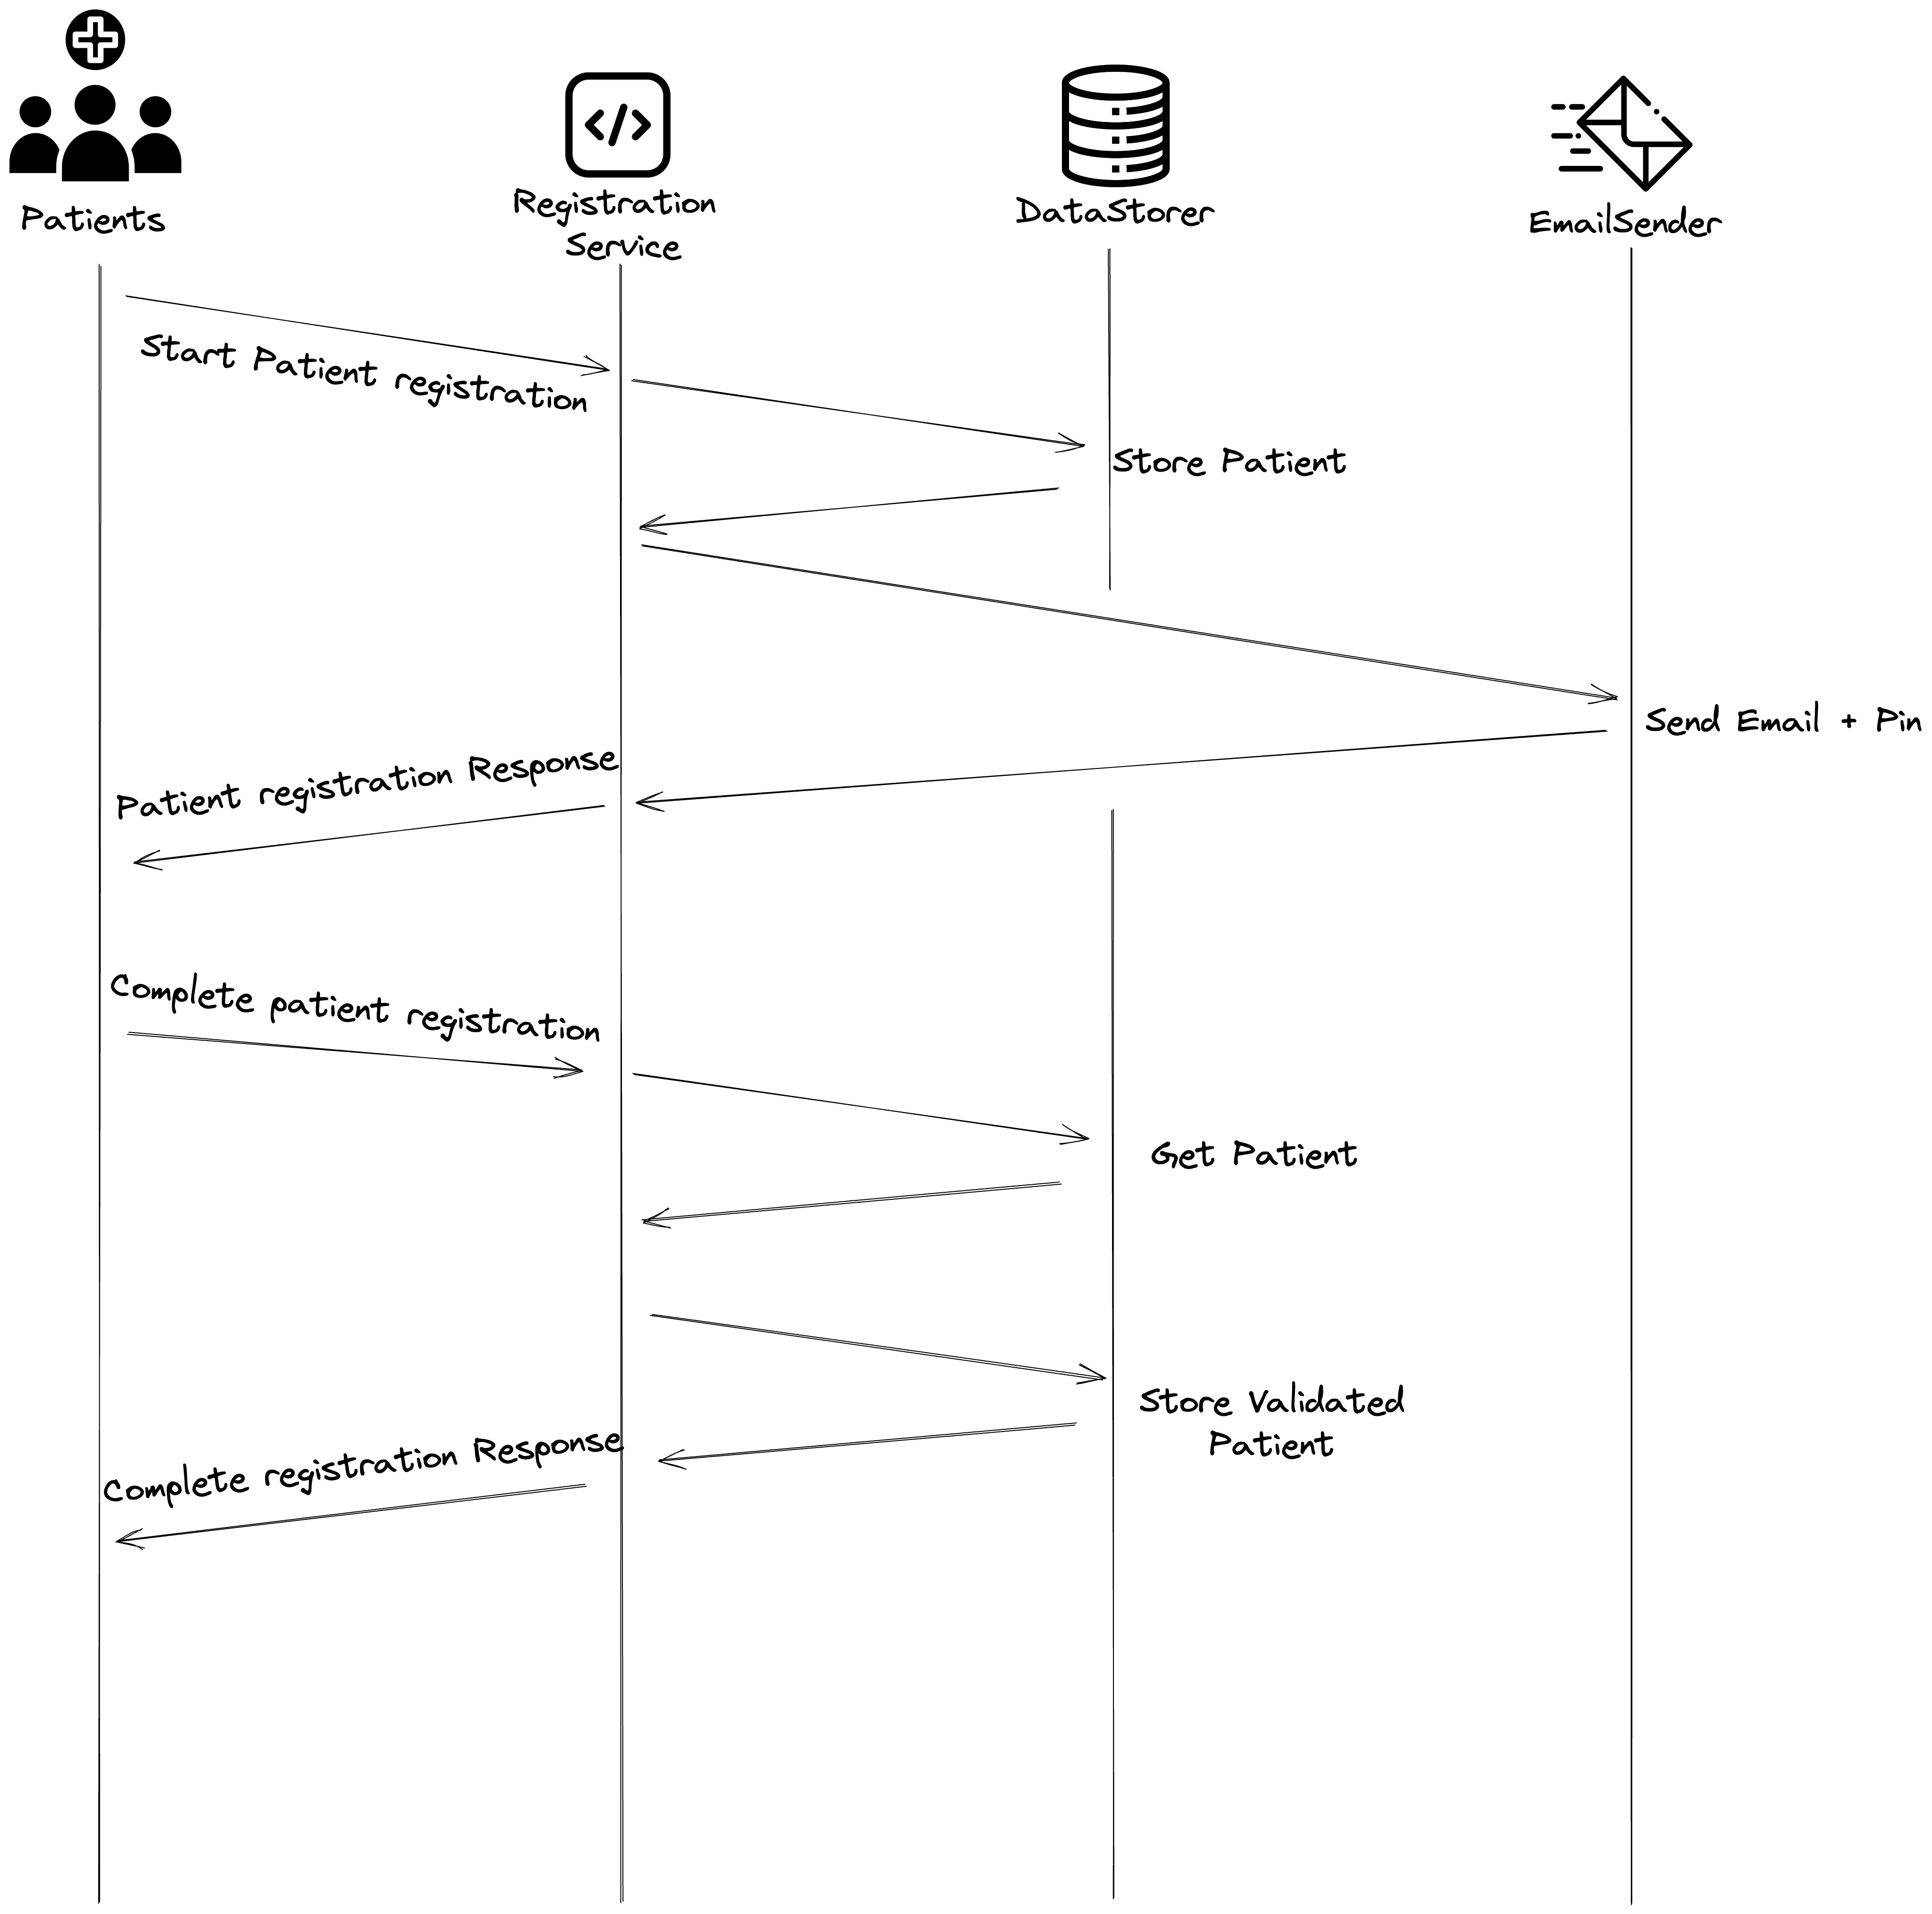 Patients
Registration
Service
DataStorer
EmailSender
Start Patient registration
Store Patient
Send Email + Pin
Patient registration Response
Complete patient registration
Get Patient
Store Validated
Patient
Complete registration Response